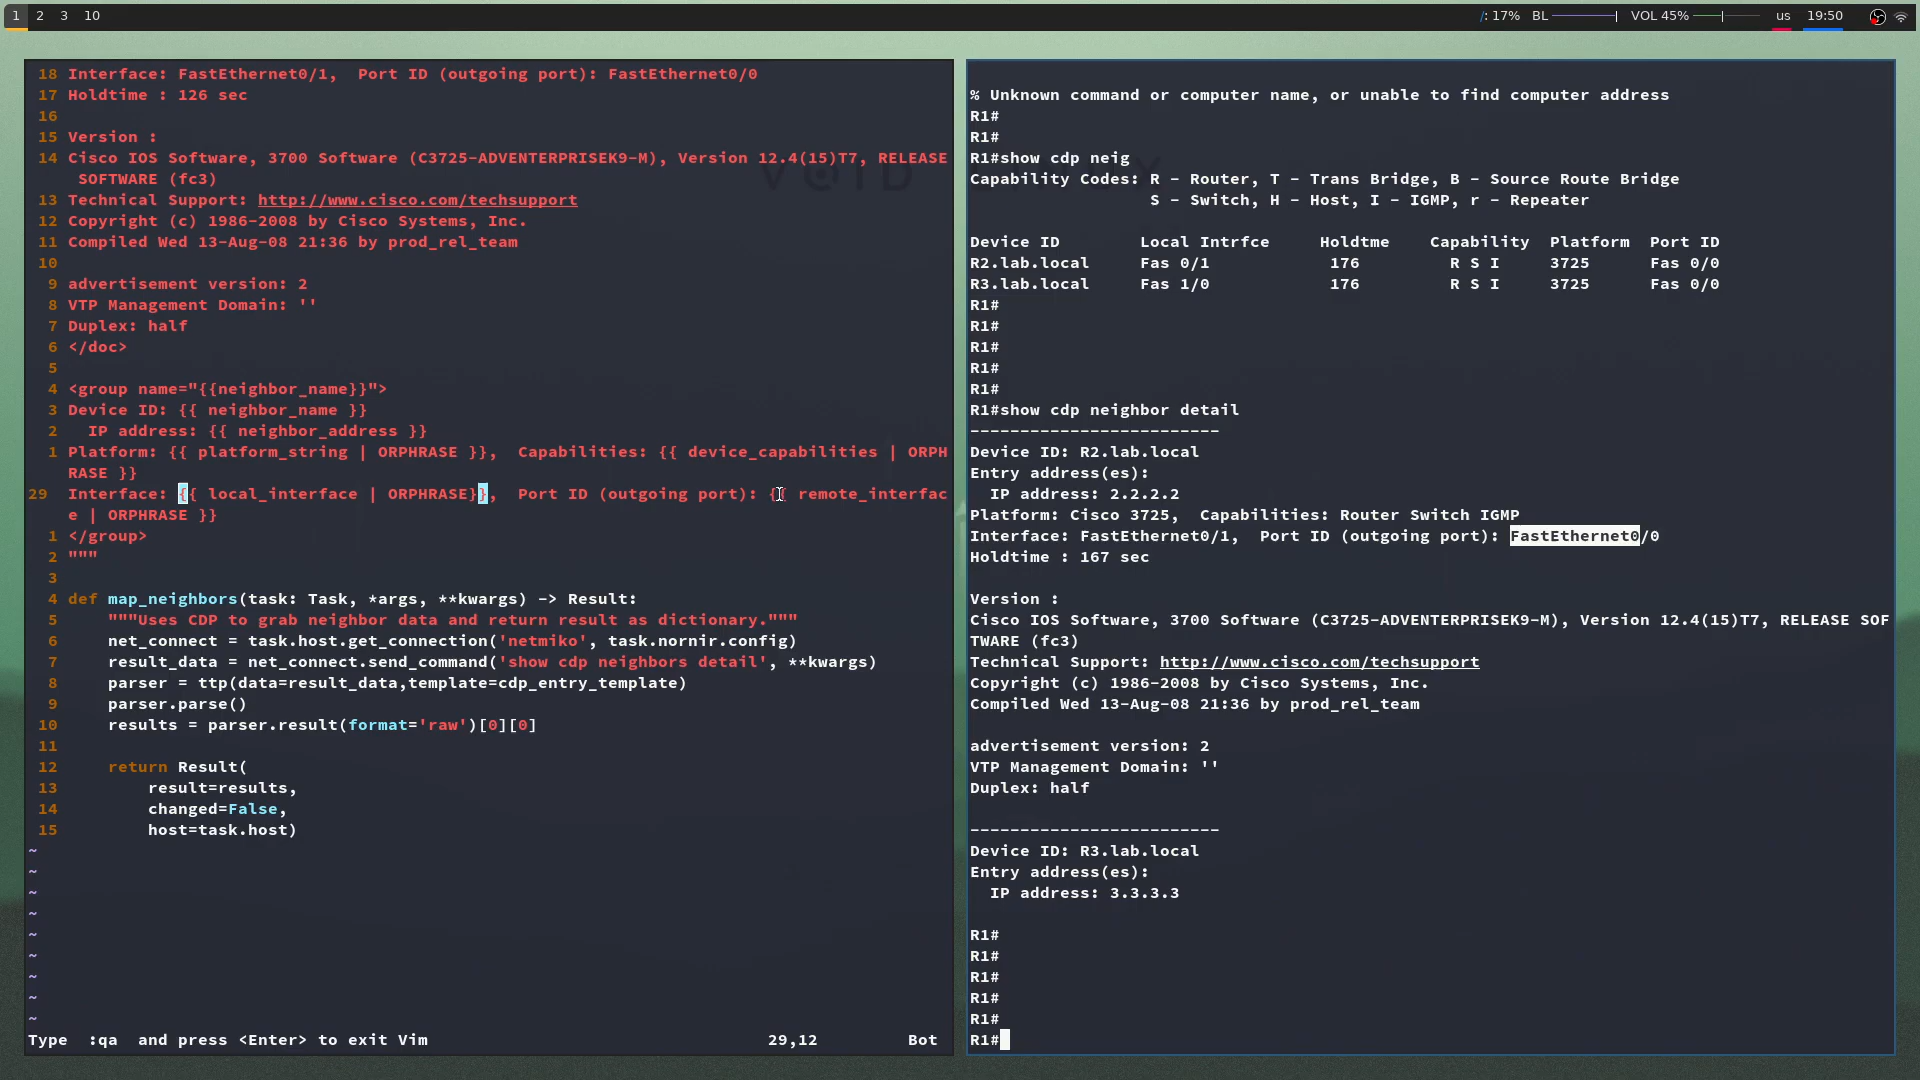 1 2 3 10
/: 17% BL VOL 45% us 19:50
18 Interface: FastEthernet0/1,  Port ID (outgoing port): FastEthernet0/0
17 Holdtime : 126 sec
16
15 Version :
14 Cisco IOS Software, 3700 Software (C3725-ADVENTERPRISEK9-M), Version 12.4(15)T7, RELEASE
SOFTWARE (fc3)
13 Technical Support: http://www.cisco.com/techsupport
12 Copyright (c) 1986-2008 by Cisco Systems, Inc.
11 Compiled Wed 13-Aug-08 21:36 by prod_rel_team
10
9 advertisement version: 2
8 VTP Management Domain: ''
7 Duplex: half
6 </doc>
5
4 <group name="{{neighbor_name}}">
3 Device ID: {{ neighbor_name }}
2   IP address: {{ neighbor_address }}
1 Platform: {{ platform_string | ORPHRASE }},  Capabilities: {{ device_capabilities | ORPH
RASE }}
29 Interface: {{ local_interface | ORPHRASE}},  Port ID (outgoing port): {{ remote_interfac
e | ORPHRASE }}
1 </group>
2 """
3
4 def map_neighbors(task: Task, *args, **kwargs) -> Result:
5     """Uses CDP to grab neighbor data and return result as dictionary."""
6     net_connect = task.host.get_connection('netmiko', task.nornir.config)
7     result_data = net_connect.send_command('show cdp neighbors detail', **kwargs)
8     parser = ttp(data=result_data,template=cdp_entry_template)
9     parser.parse()
10     results = parser.result(format='raw')[0][0]
11
12     return Result(
13         result=results,
14         changed=False,
15         host=task.host)
~
~
~
~
~
~
~
~
~
Type  :qa  and press <Enter> to exit Vim 29,12 Bot
% Unknown command or computer name, or unable to find computer address
R1#
R1#
R1#show cdp neig
Capability Codes: R - Router, T - Trans Bridge, B - Source Route Bridge
S - Switch, H - Host, I - IGMP, r - Repeater
Device ID Local Intrfce Holdtme Capability Platform Port ID
R2.lab.local Fas 0/1 176 R S I 3725 Fas 0/0
R3.lab.local Fas 1/0 176 R S I 3725 Fas 0/0
R1#
R1#
R1#
R1#
R1#
R1#show cdp neighbor detail
-------------------------
Device ID: R2.lab.local
Entry address(es):
  IP address: 2.2.2.2
Platform: Cisco 3725,  Capabilities: Router Switch IGMP
Interface: FastEthernet0/1,  Port ID (outgoing port): FastEthernet0/0
Holdtime : 167 sec
Version :
Cisco IOS Software, 3700 Software (C3725-ADVENTERPRISEK9-M), Version 12.4(15)T7, RELEASE SOF
TWARE (fc3)
Technical Support: http://www.cisco.com/techsupport
Copyright (c) 1986-2008 by Cisco Systems, Inc.
Compiled Wed 13-Aug-08 21:36 by prod_rel_team
advertisement version: 2
VTP Management Domain: ''
Duplex: half
-------------------------
Device ID: R3.lab.local
Entry address(es):
  IP address: 3.3.3.3
R1#
R1#
R1#
R1#
R1#
R1#